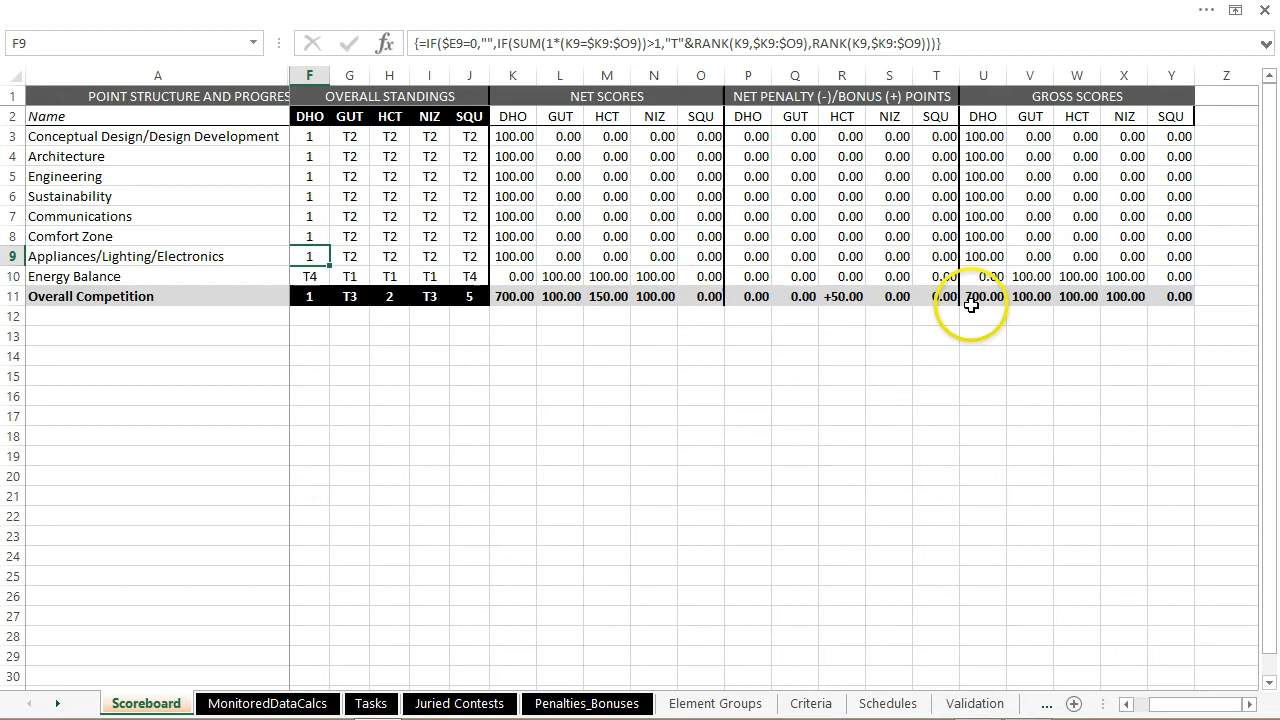 F9 {=IF($E9=0,"",IF(SUM(1*(K9=$K9:$O9))>1,"T"&RANK(K9,$K9:$O9),RANK(K9,$K9:$O9)))}
A F G H I J K L M N O P Q R S T U V W X Y Z
1 POINT STRUCTURE AND PROGRES OVERALL STANDINGS NET SCORES NET PENALTY (-)/BONUS (+) POINTS GROSS SCORES
2 Name DHO GUT HCT NIZ SQU DHO GUT HCT NIZ SQU DHO GUT HCT NIZ SQU DHO GUT HCT NIZ SQU
3 Conceptual Design/Design Development 1 T2 T2 T2 T2 100.00 0.00 0.00 0.00 0.00 0.00 0.00 0.00 0.00 0.00 100.00 0.00 0.00 0.00 0.00
4 Architecture 1 T2 T2 T2 T2 100.00 0.00 0.00 0.00 0.00 0.00 0.00 0.00 0.00 0.00 100.00 0.00 0.00 0.00 0.00
5 Engineering 1 T2 T2 T2 T2 100.00 0.00 0.00 0.00 0.00 0.00 0.00 0.00 0.00 0.00 100.00 0.00 0.00 0.00 0.00
6 Sustainability 1 T2 T2 T2 T2 100.00 0.00 0.00 0.00 0.00 0.00 0.00 0.00 0.00 0.00 100.00 0.00 0.00 0.00 0.00
7 Communications 1 T2 T2 T2 T2 100.00 0.00 0.00 0.00 0.00 0.00 0.00 0.00 0.00 0.00 100.00 0.00 0.00 0.00 0.00
8 Comfort Zone 1 T2 T2 T2 T2 100.00 0.00 0.00 0.00 0.00 0.00 0.00 0.00 0.00 0.00 100.00 0.00 0.00 0.00 0.00
9 Appliances/Lighting/Electronics 1 T2 T2 T2 T2 100.00 0.00 0.00 0.00 0.00 0.00 0.00 0.00 0.00 0.00 100.00 0.00 0.00 0.00 0.00
10 Energy Balance T4 T1 T1 T1 T4 0.00 100.00 100.00 100.00 0.00 0.00 0.00 0.00 0.00 0.00 0.00 100.00 100.00 100.00 0.00
11 Overall Competition 1 T3 2 T3 5 700.00 100.00 150.00 100.00 0.00 0.00 0.00 +50.00 0.00 0.00 700.00 100.00 100.00 100.00 0.00
12
13
14
15
16
17
18
19
20
21
22
23
24
25
26
27
28
29
30
Scoreboard MonitoredDataCalcs Tasks Juried Contests Penalties_Bonuses Element Groups Criteria Schedules Validation ...